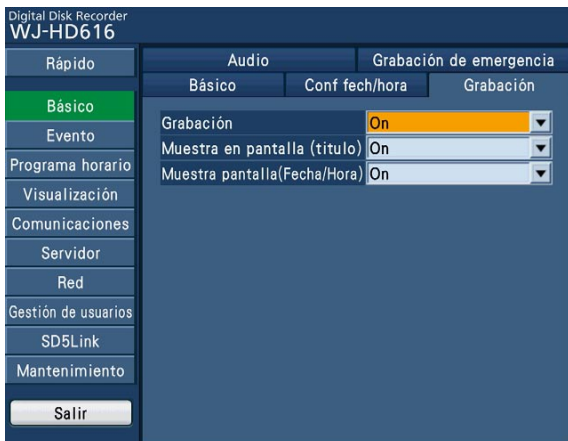 Digital Disk Recorder
WJ-HD616
Rápido
Básico
Evento
Programa horario
Visualización
Comunicaciones
Servidor
Red
Gestión de usuarios
SD5Link
Mantenimiento
Salir
Audio
Grabación de emergencia
Básico
Conf fech/hora
Grabación
Grabación On
Muestra en pantalla (titulo) On
Muestra pantalla(Fecha/Hora) On